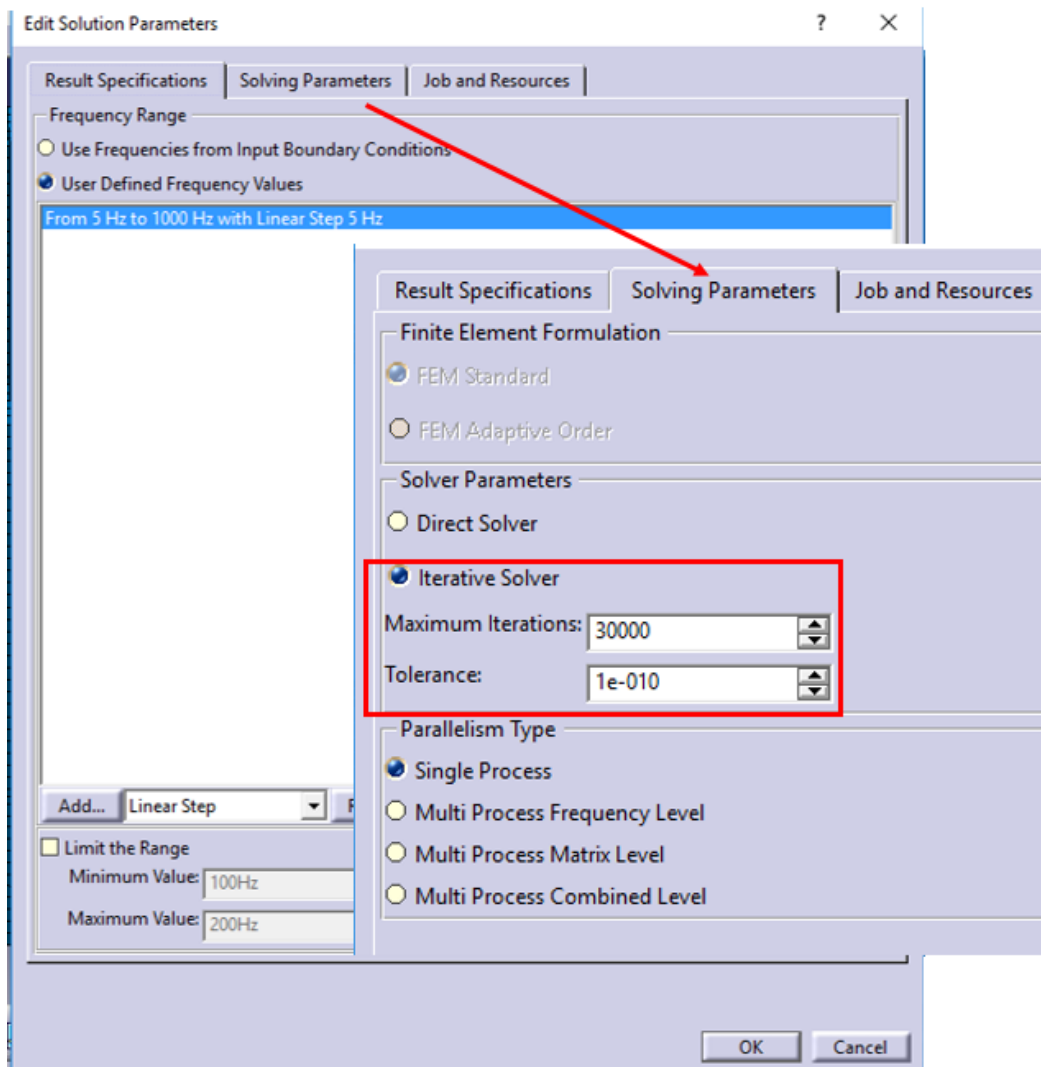 Edit Solution Parameters
?
Result Specifications
Solving Parameters
Job and Resources
Frequency Range
Use Frequencies from Input Boundary Conditions
User Defined Frequency Values
From 5 Hz to 1000 Hz with Linear Step 5 Hz
Result Specifications
Solving Parameters
Job and Resources
Finite Element Formulation
FEM Standard
FEM Adaptive Order
Solver Parameters
Direct Solver
Iterative Solver
Maximum Iterations: 30000
Tolerance: 1e-010
Parallelism Type
Single Process
Multi Process Frequency Level
Multi Process Matrix Level
Multi Process Combined Level
Add... Linear Step
Limit the Range
Minimum Value: 100Hz
Maximum Value: 200Hz
OK
Cancel